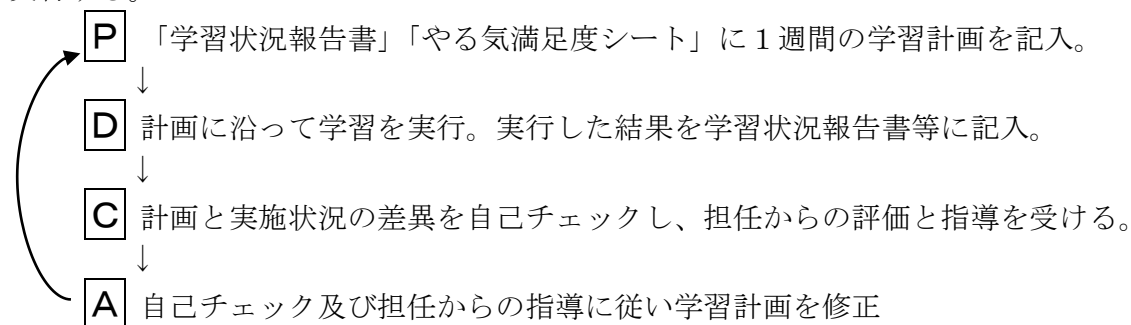 P 「学習状況報告書」「やる気満足度シート」に1週間の学習計画を記入。
↓
D 計画に沿って学習を実行。実行した結果を学習状況報告書等に記入。
↓
C 計画と実施状況の差異を自己チェックし、担任からの評価と指導を受ける。
↓
A 自己チェック及び担任からの指導に従い学習計画を修正